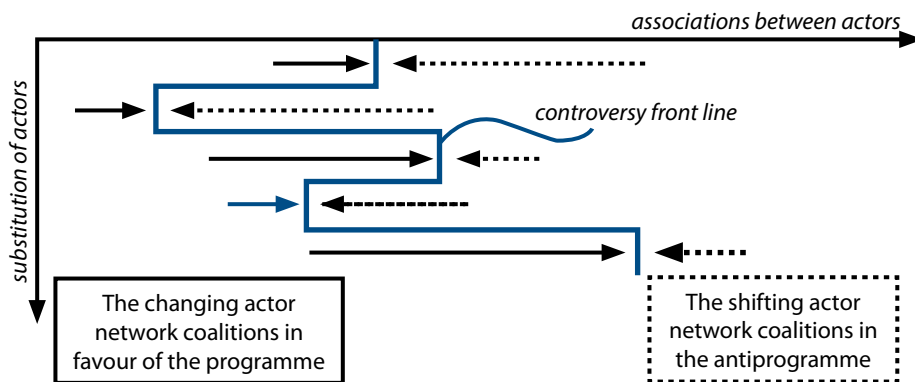 associations between actors
substitution of actors
controversy front line
The changing actor
network coalitions in
favour of the programme
The shifting actor
network coalitions in
the antiprogramme